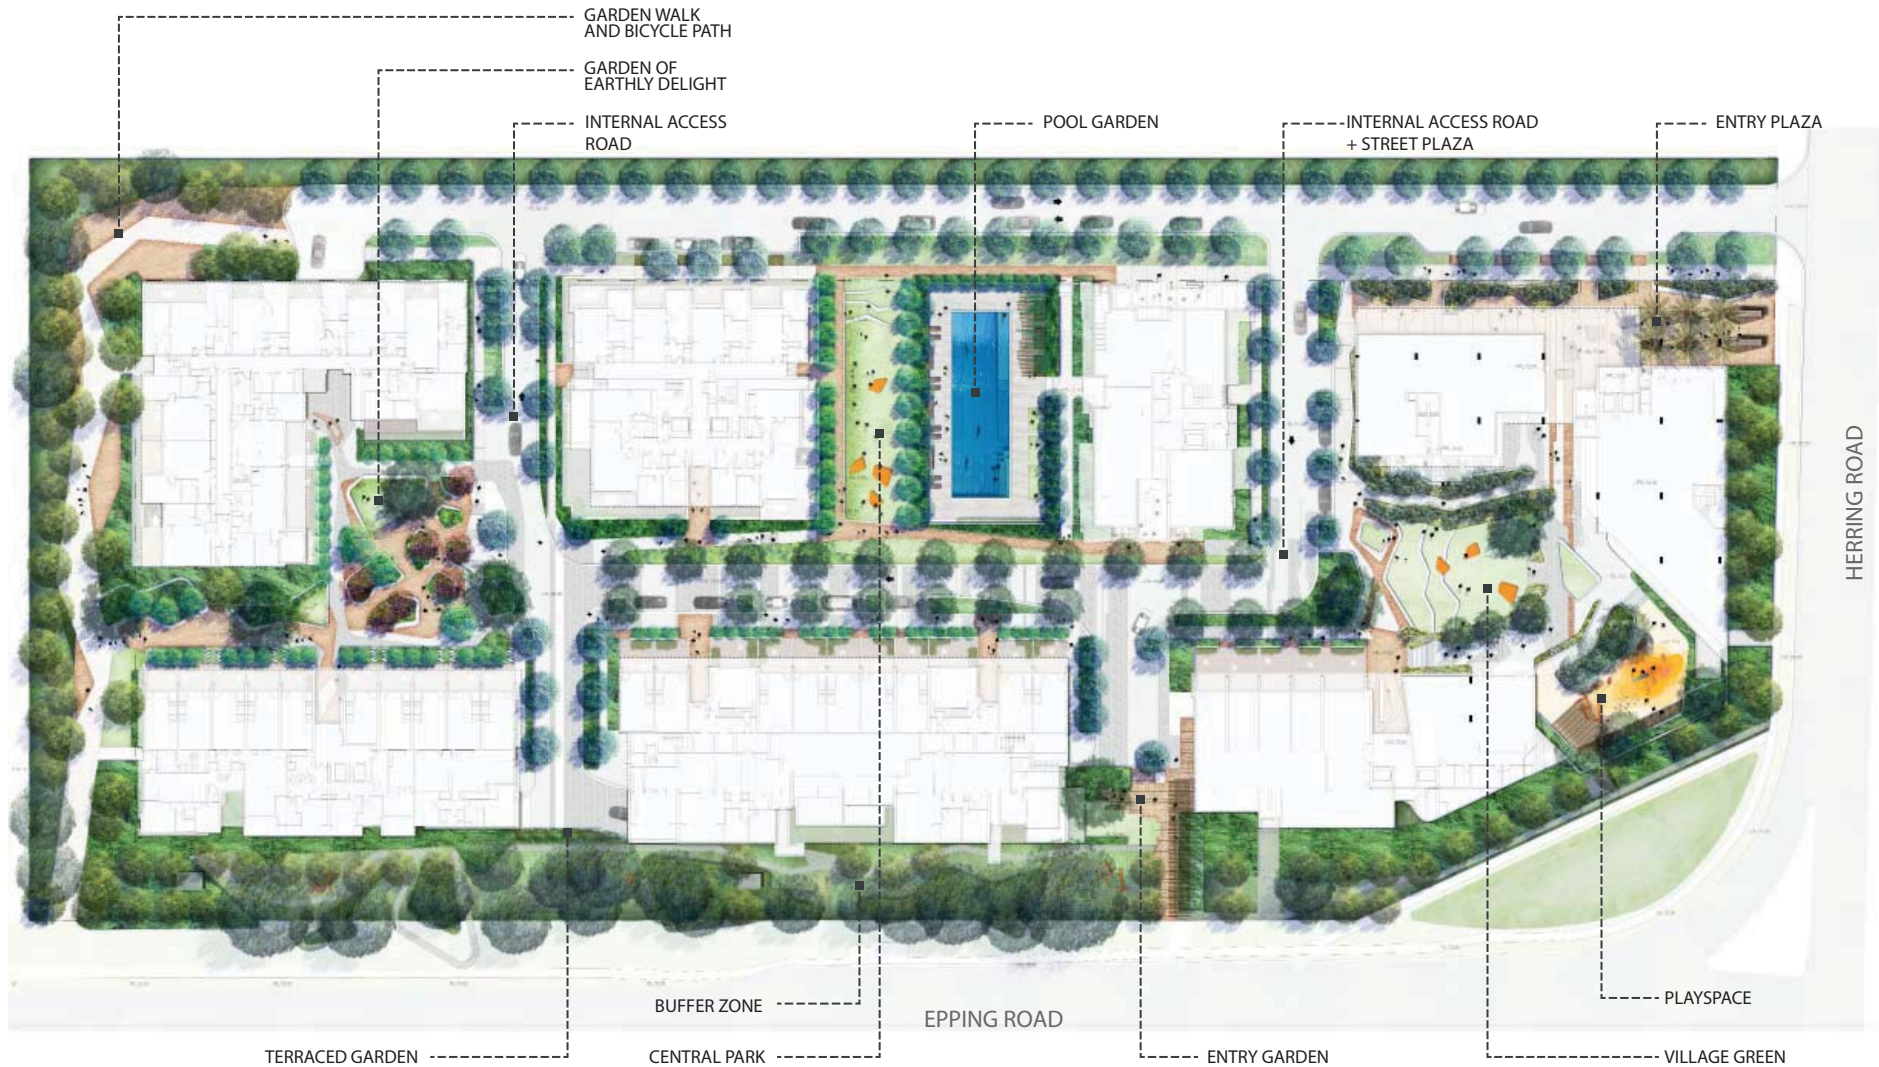 GARDEN WALK
AND BICYCLE PATH
GARDEN OF
EARTHLY DELIGHT
INTERNAL ACCESS
ROAD
POOL GARDEN
INTERNAL ACCESS ROAD
+ STREET PLAZA
ENTRY PLAZA
HERRING ROAD
BUFFER ZONE
EPPING ROAD
PLAYSPACE
TERRACED GARDEN
CENTRAL PARK
ENTRY GARDEN
VILLAGE GREEN